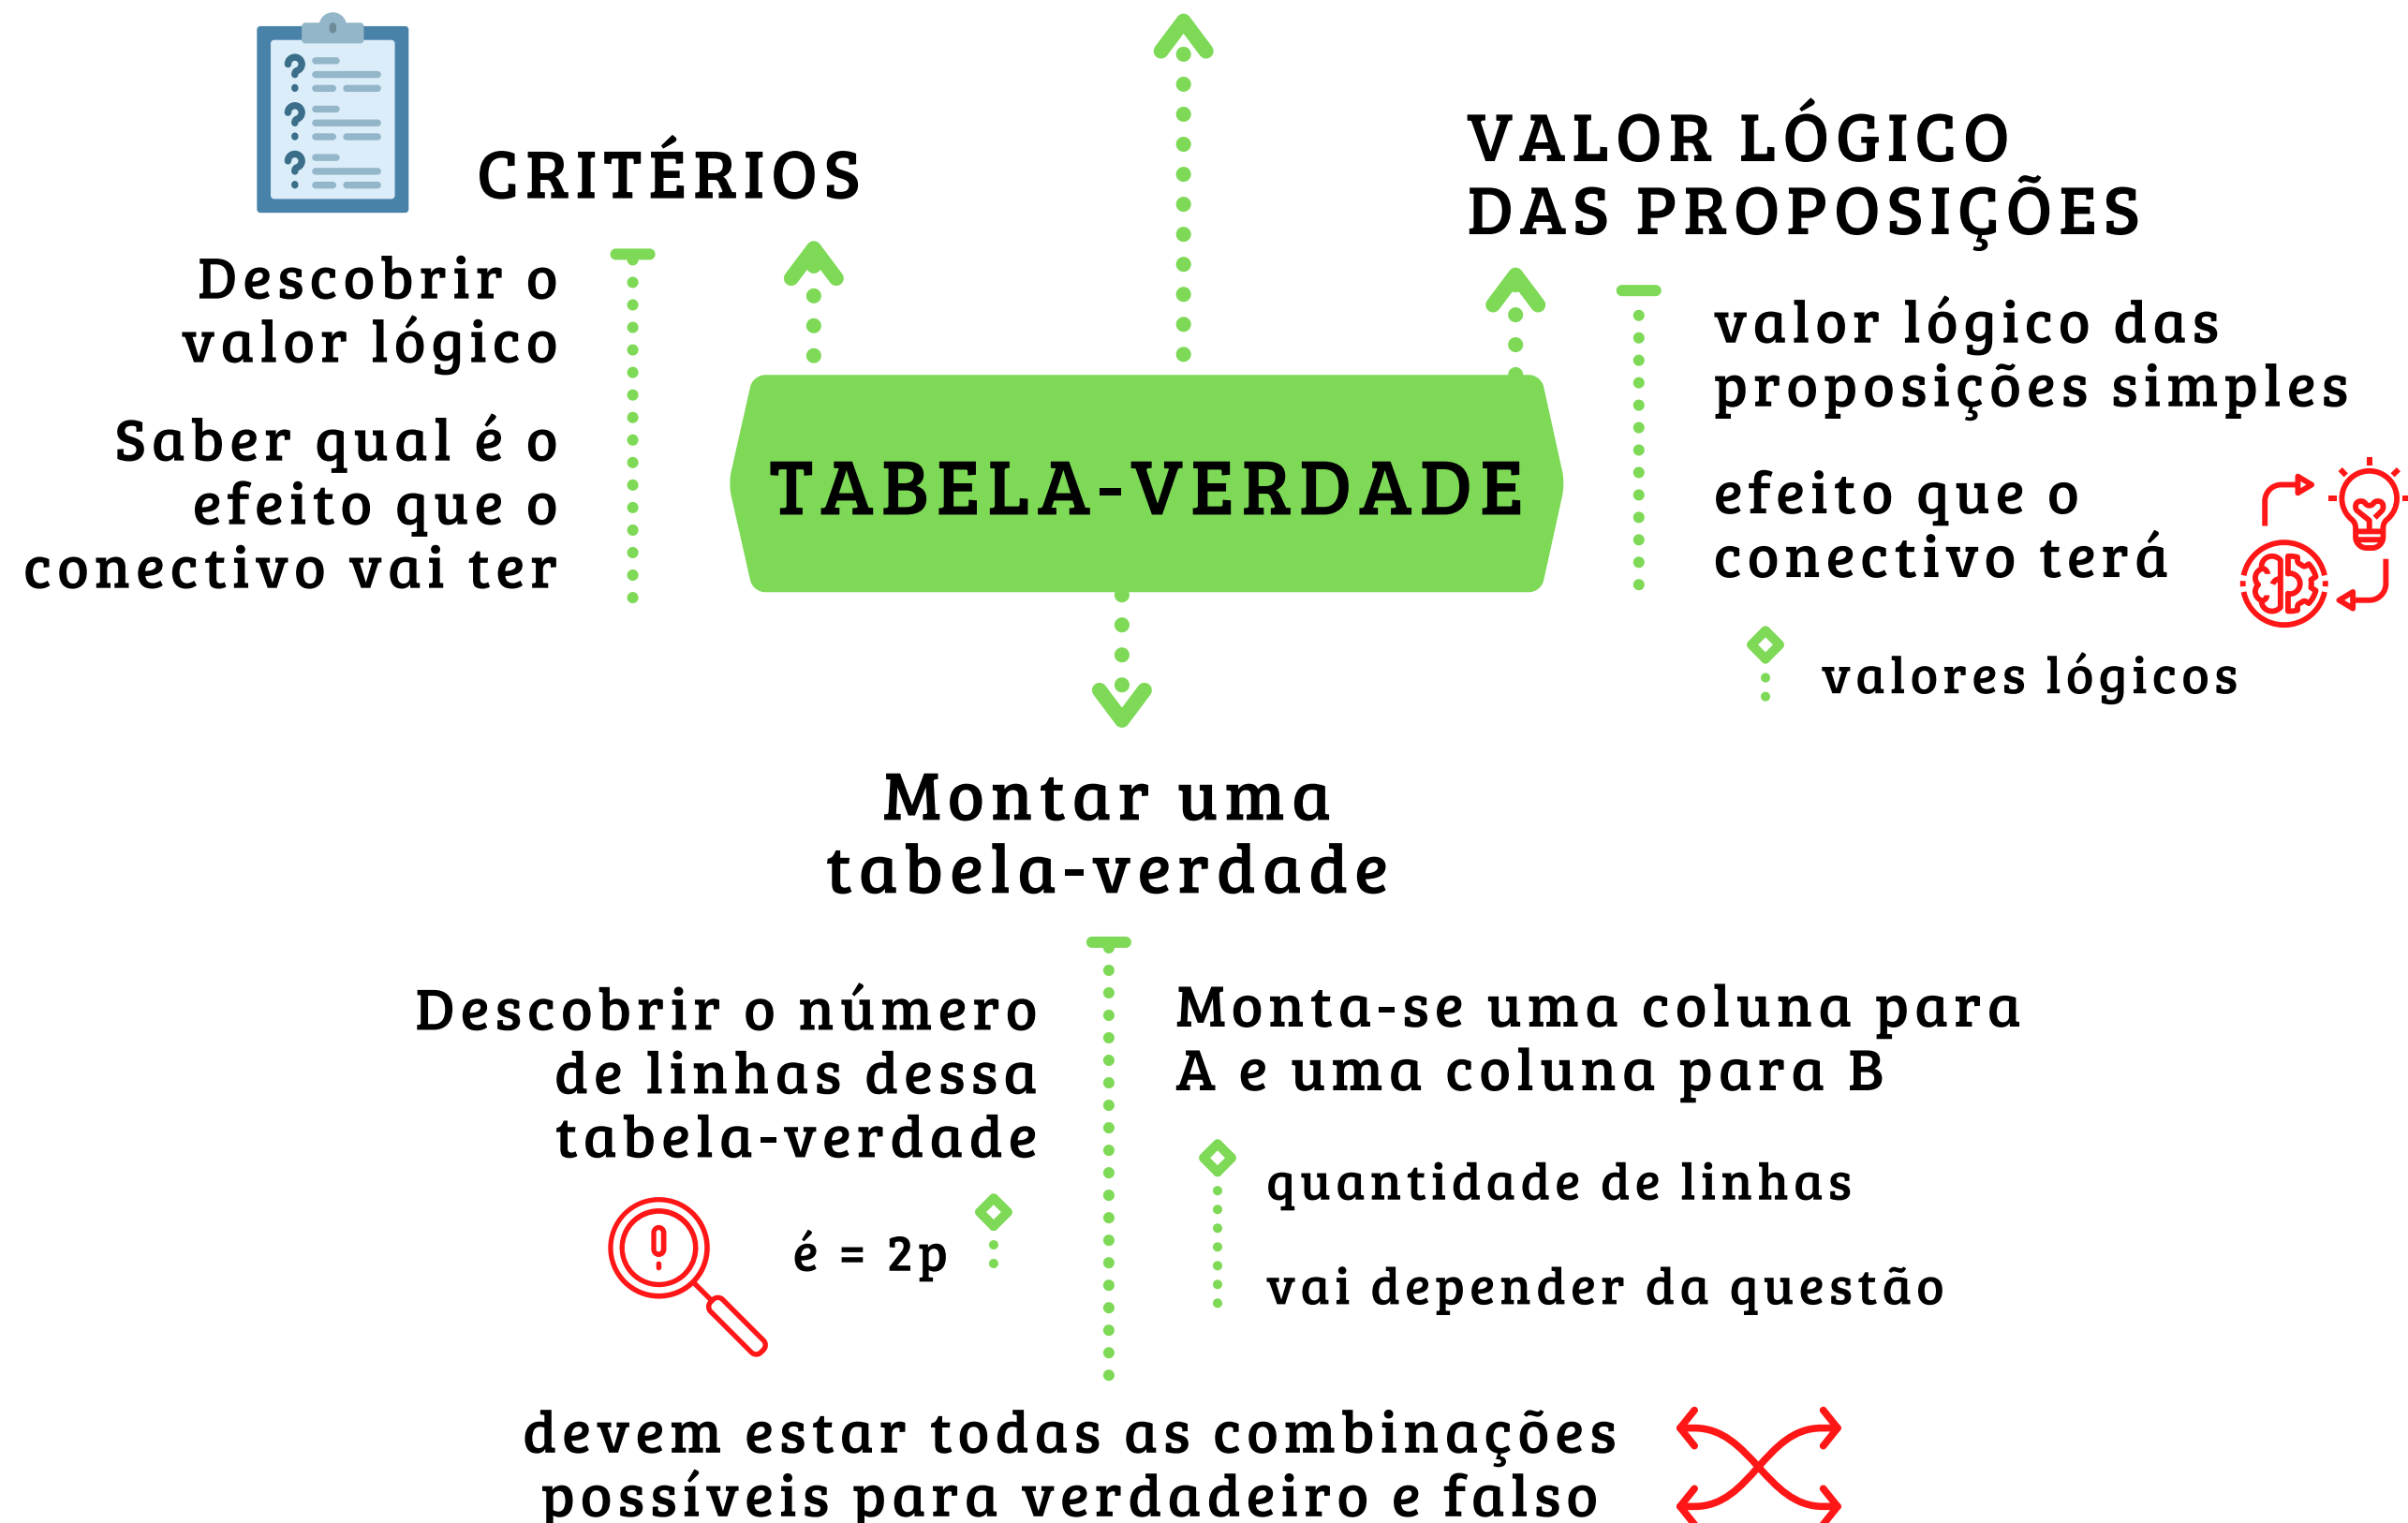 CRITÉRIOS
Descobrir o
valor lógico
Saber qual é o
efeito que o
conectivo vai ter
VALOR LÓGICO
DAS PROPOSIÇÕES
valor lógico das
proposições simples
efeito que o
conectivo terá
valores lógicos
TABELA-VERDADE
Montar uma
tabela-verdade
Descobrir o número
de linhas dessa
tabela-verdade
é = 2p
Monta-se uma coluna para
A e uma coluna para B
quantidade de linhas
vai depender da questão
devem estar todas as combinações
possíveis para verdadeiro e falso